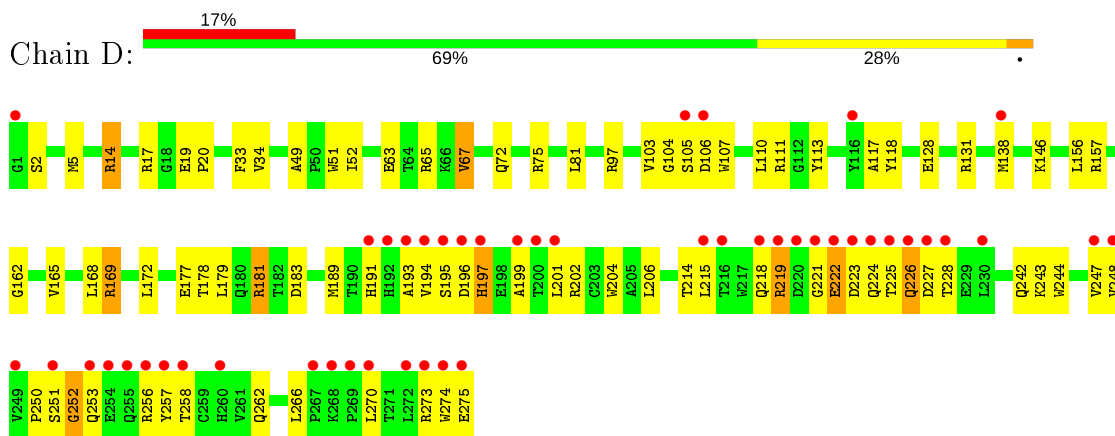 17%
Chain D:
69% 28% •
G1 S2 M5 R14 R17 G18 E19 P20 F33 V34 A49 P50 W51 I52 E63 T64 R65 K66 V67 Q72 R75 L81 R97 V103 G104 S105 D106 W107 L110 R111 G112 Y113 Y116 A117 Y118 E128 R131 M138 K146 L156 R157
G162 V165 L168 R169 L172 E177 T178 L179 Q180 R181 T182 D183 M189 T190 H191 H192 A193 V194 S195 D196 H197 E198 A199 T200 L201 R202 C203 W204 A205 L206 T214 L215 T216 W217 Q218 R219 D220 G221 E222 D223 Q224 T225 Q226 D227 T228 E229 L230 Q242 K243 W244 V247 V248
V249 P250 S251 G252 Q253 E254 Q255 R256 Y257 T258 C259 H260 V261 Q262 L266 P267 K268 P269 L270 T271 L272 R273 W274 E275